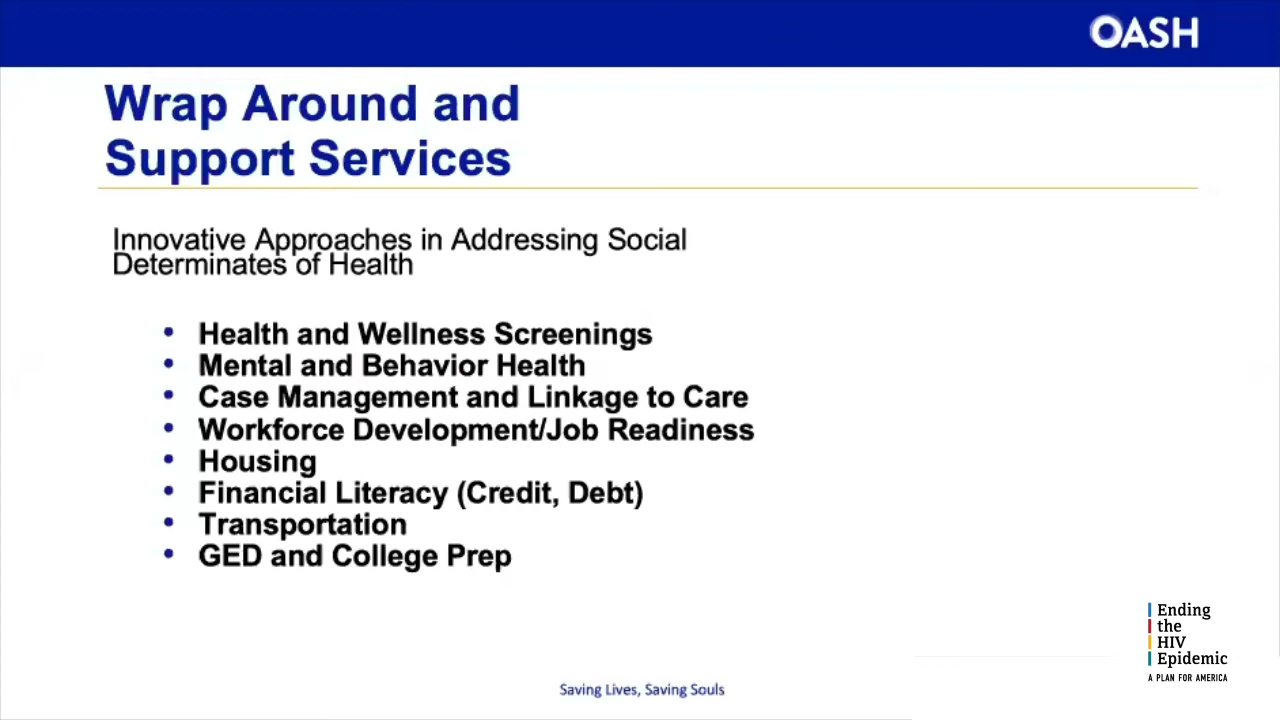 OASH
Wrap Around and
Support Services
Innovative Approaches in Addressing Social
Determinates of Health
• Health and Wellness Screenings
• Mental and Behavior Health
• Case Management and Linkage to Care
• Workforce Development/Job Readiness
• Housing
• Financial Literacy (Credit, Debt)
• Transportation
• GED and College Prep
Ending
the
HIV
Epidemic
A PLAN FOR AMERICA
Saving Lives, Saving Souls